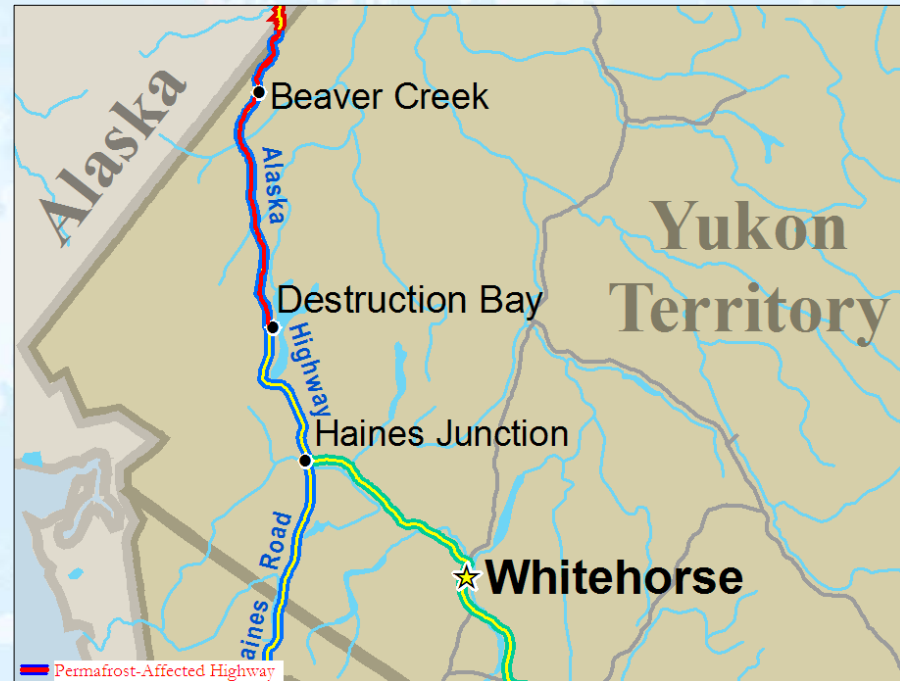 Alaska
Beaver Creek
Alaska
Yukon
Territory
Destruction Bay
Highway
Haines Junction
aines Road
Whitehorse
Permafrost-Affected Highway